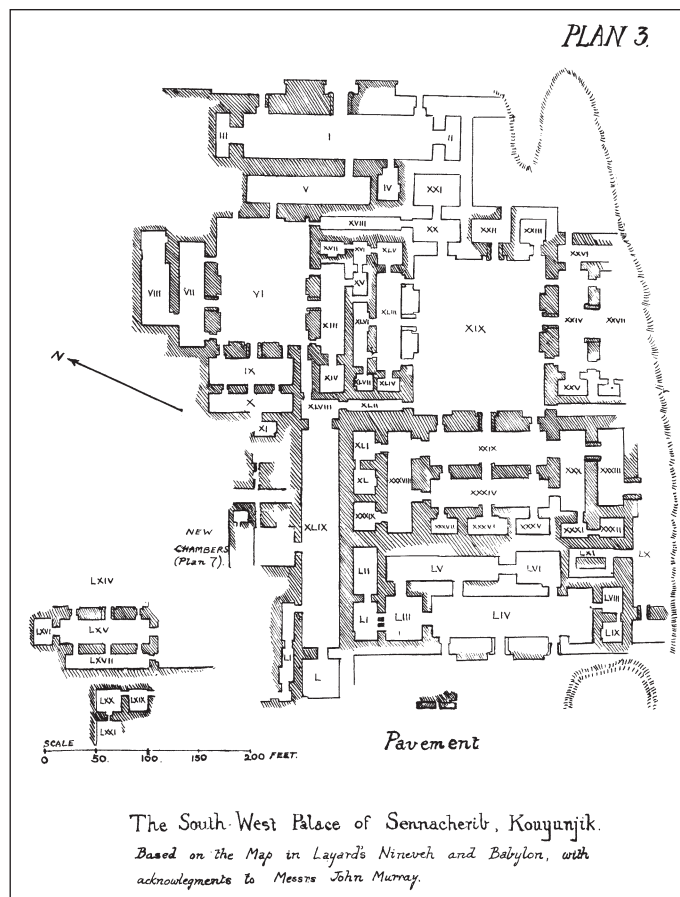 PLAN 3.
III
I
II
V
IV
XXI
XVIII
XX
XXII
XXIII
XVII
XVI
XLV
XXVI
XV
VIII
VII
VI
XIII
XLVI
XLIII
XIX
XXIV
XXVII
N
IX
XIV
XLVII
XLIV
XXV
X
XLVIII
XLII
XI
XLI
XXIX
XL
XXXVIII
XXX
XXXIII
XXXIV
XXXIX
XLIX
XXXVII
XXXVI
XXXV
XXXI
XXXII
NEW
CHAMBERS
(Plan 7).
LII
LV
LVI
LXI
LX
LXIV
LXVI
LXV
LI
LIII
LIV
LVIII
LIX
LXVII
LI
L
LXX
LXIX
LXXI
SCALE
0 50. 100. 150 200 FEET.
Pavement
The South-West Palace of Sennacherib, Kouyunjik.
Based on the Map in Layard's Nineveh and Babylon, with
acknowlegments to Messrs John Murray.